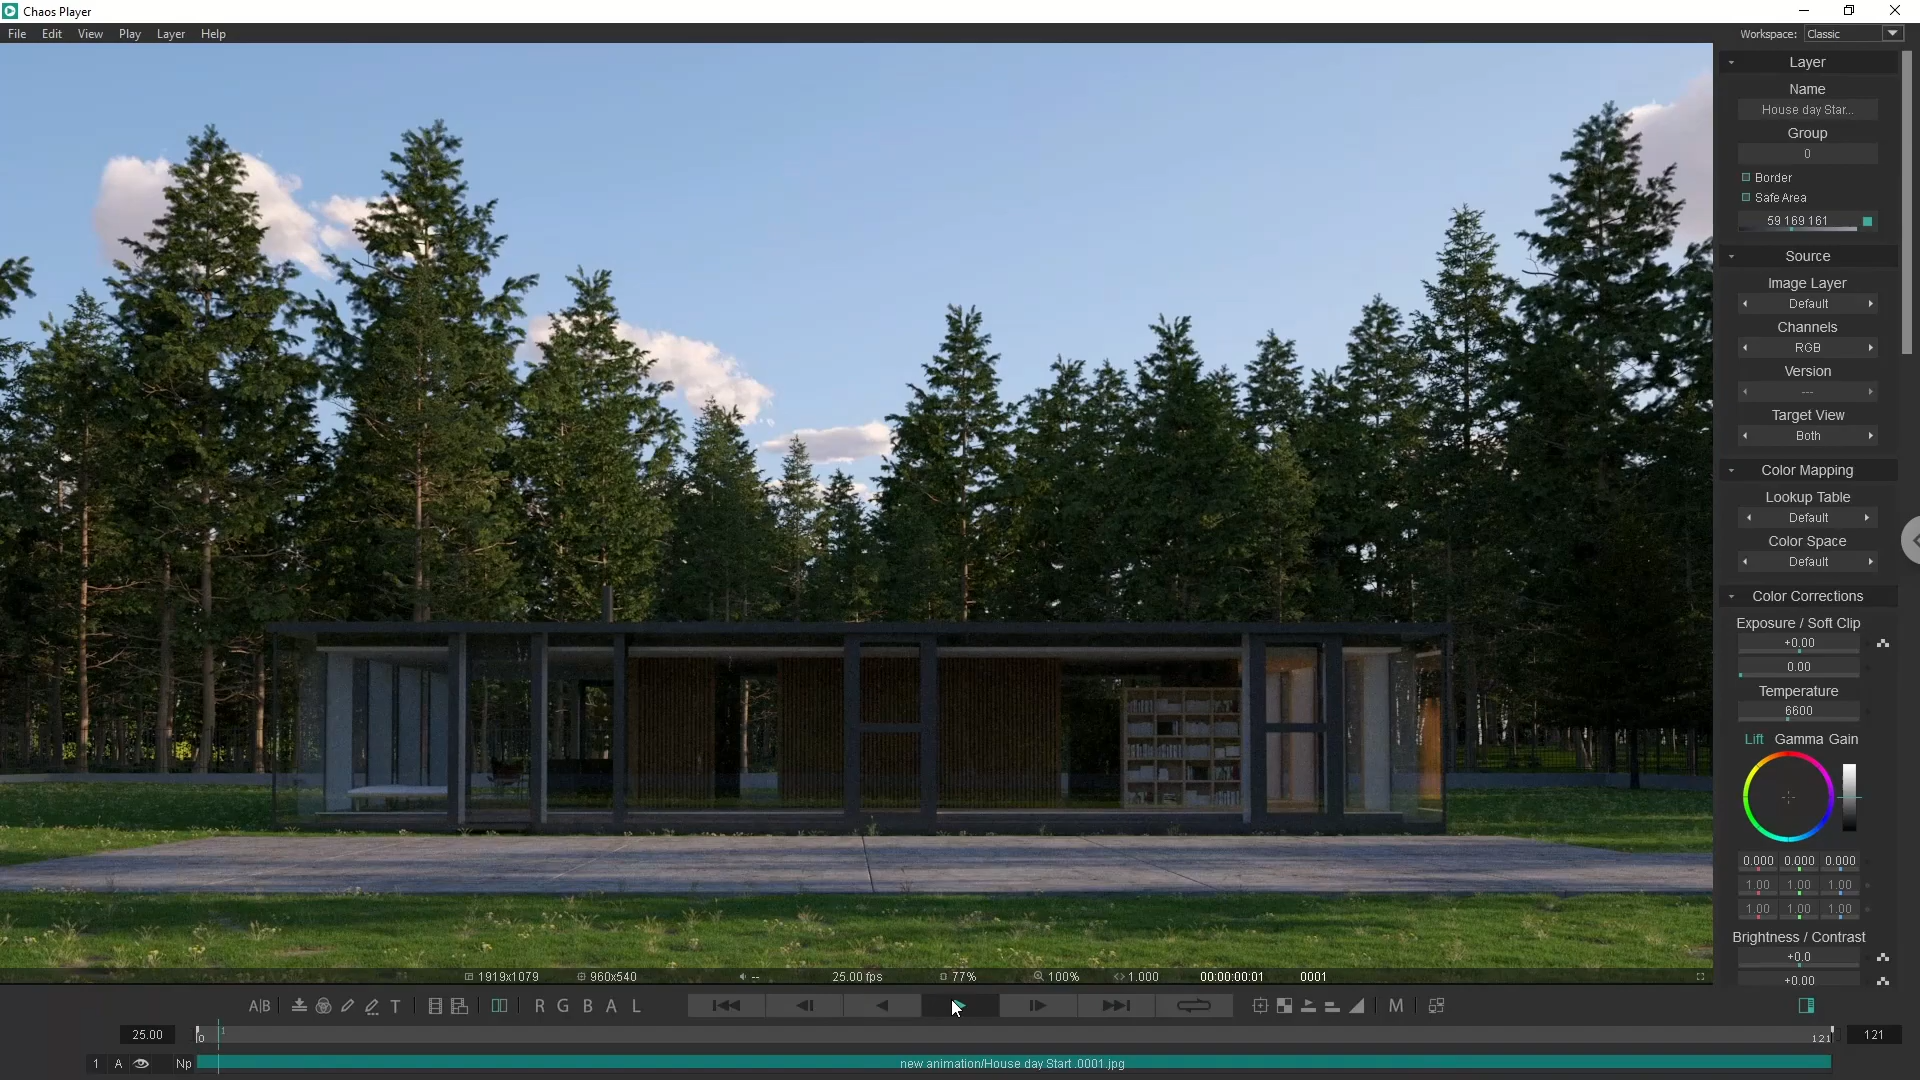 Chaos Player
File Edit View Play Layer Help
Workspace: Classic
Layer
Name
House day Star...
Group
0
Border
Safe Area
59 169 161
Source
Image Layer
Default
Channels
RGB
Version
---
Target View
Both
Color Mapping
Lookup Table
Default
Color Space
Default
Color Corrections
Exposure / Soft Clip
+0.00
0.00
Temperature
6600
Lift Gamma Gain
0.000 0.000 0.000
1.00 1.00 1.00
1.00 1.00 1.00
Brightness / Contrast
+0.0
+0.00
1919x1079 960x540 -- 25.00 fps 77% 100% 1.000 00:00:00:01 0001
A|B T R G B A L M
25.00 0 1 121 121
1 A Np new animation/House day Start .0001.jpg